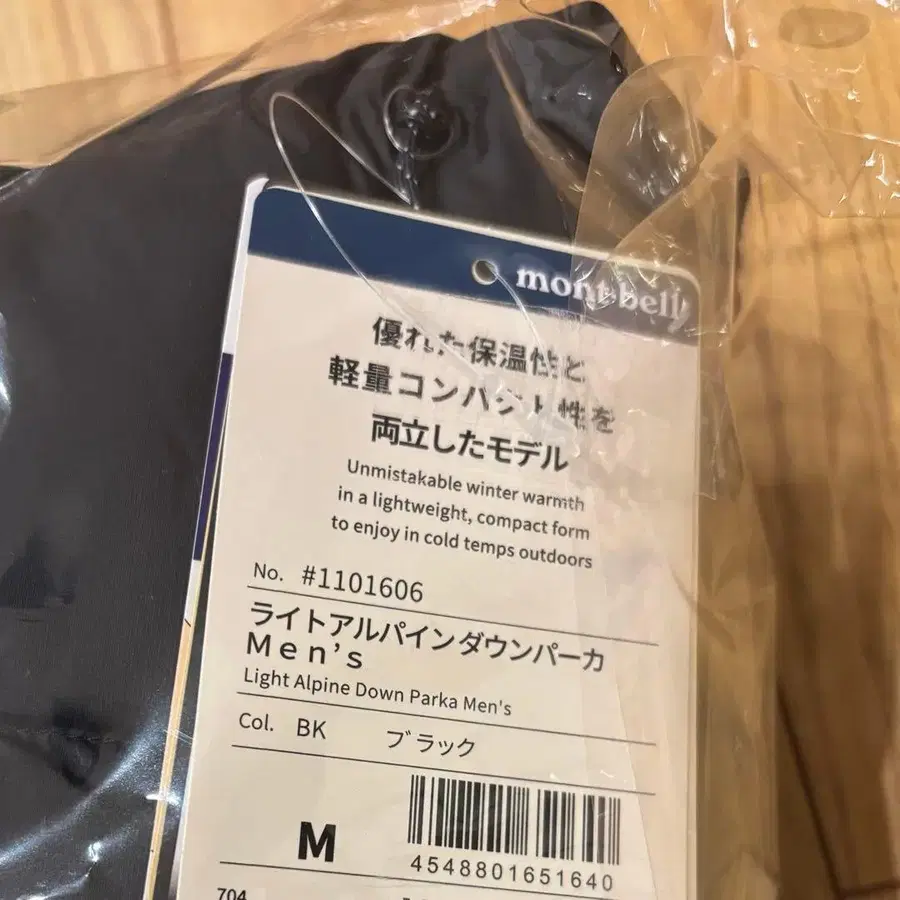 mont-bell
優れた保温性と
軽量コンパクト性を
両立したモデル
Unmistakable winter warmth
in a lightweight, compact form
to enjoy in cold temps outdoors
No. #1101606
ライトアルパインダウンパーカ
Men's
Light Alpine Down Parka Men's
Col. BK ブラック
M
4548801651640
704